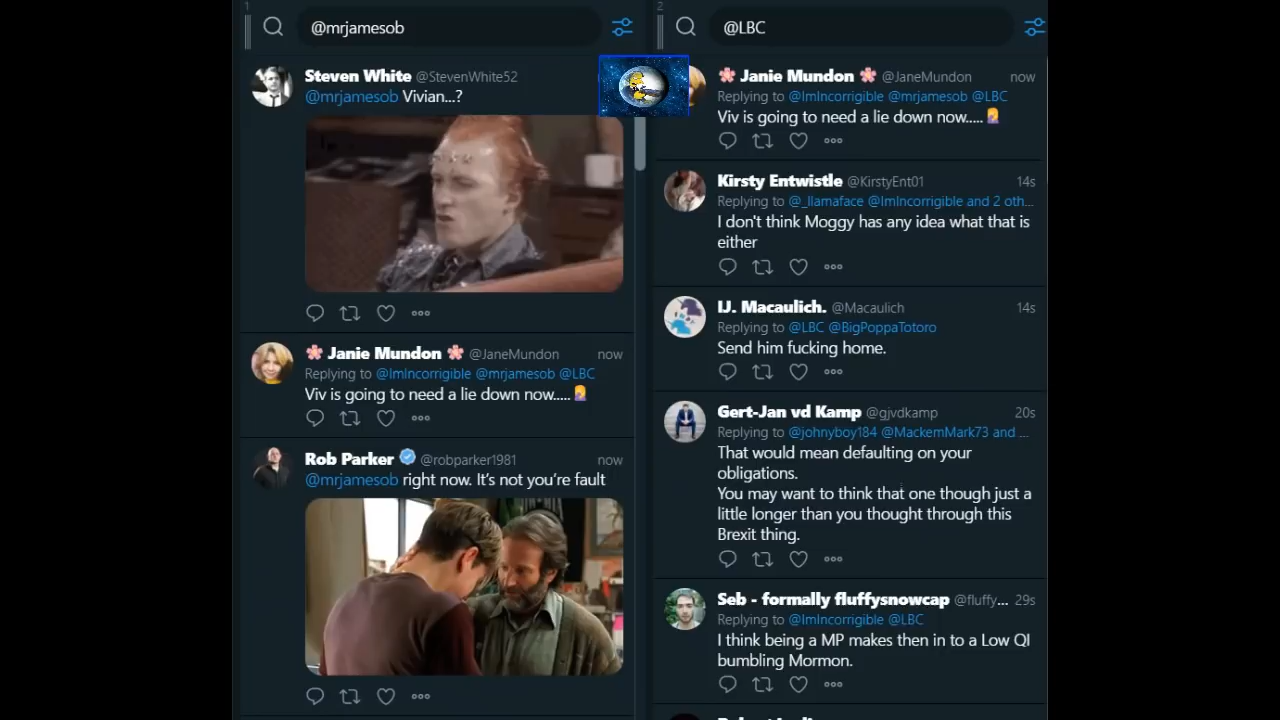 1
@mrjamesob
Steven White @StevenWhite52
@mrjamesob Vivian...?
🌸 Janie Mundon 🌸 @JaneMundon now
Replying to @ImIncorrigible @mrjamesob @LBC
Viv is going to need a lie down now..... 🤦‍♀️
Rob Parker @robparker1981 now
@mrjamesob right now. It's not you're fault
2
@LBC
🌸 Janie Mundon 🌸 @JaneMundon now
Replying to @ImIncorrigible @mrjamesob @LBC
Viv is going to need a lie down now..... 🤦‍♀️
Kirsty Entwistle @KirstyEnt01 14s
Replying to @_llamaface @ImIncorrigible and 2 oth...
I don't think Moggy has any idea what that is
either
IJ. Macaulich. @Macaulich 14s
Replying to @LBC @BigPoppaTotoro
Send him fucking home.
Gert-Jan vd Kamp @gjvdkamp 20s
Replying to @johnyboy184 @MackemMark73 and ...
That would mean defaulting on your
obligations.
You may want to think that one though just a
little longer than you thought through this
Brexit thing.
Seb - formally fluffysnowcap @fluffy... 29s
Replying to @ImIncorrigible @LBC
I think being a MP makes then in to a Low QI
bumbling Mormon.